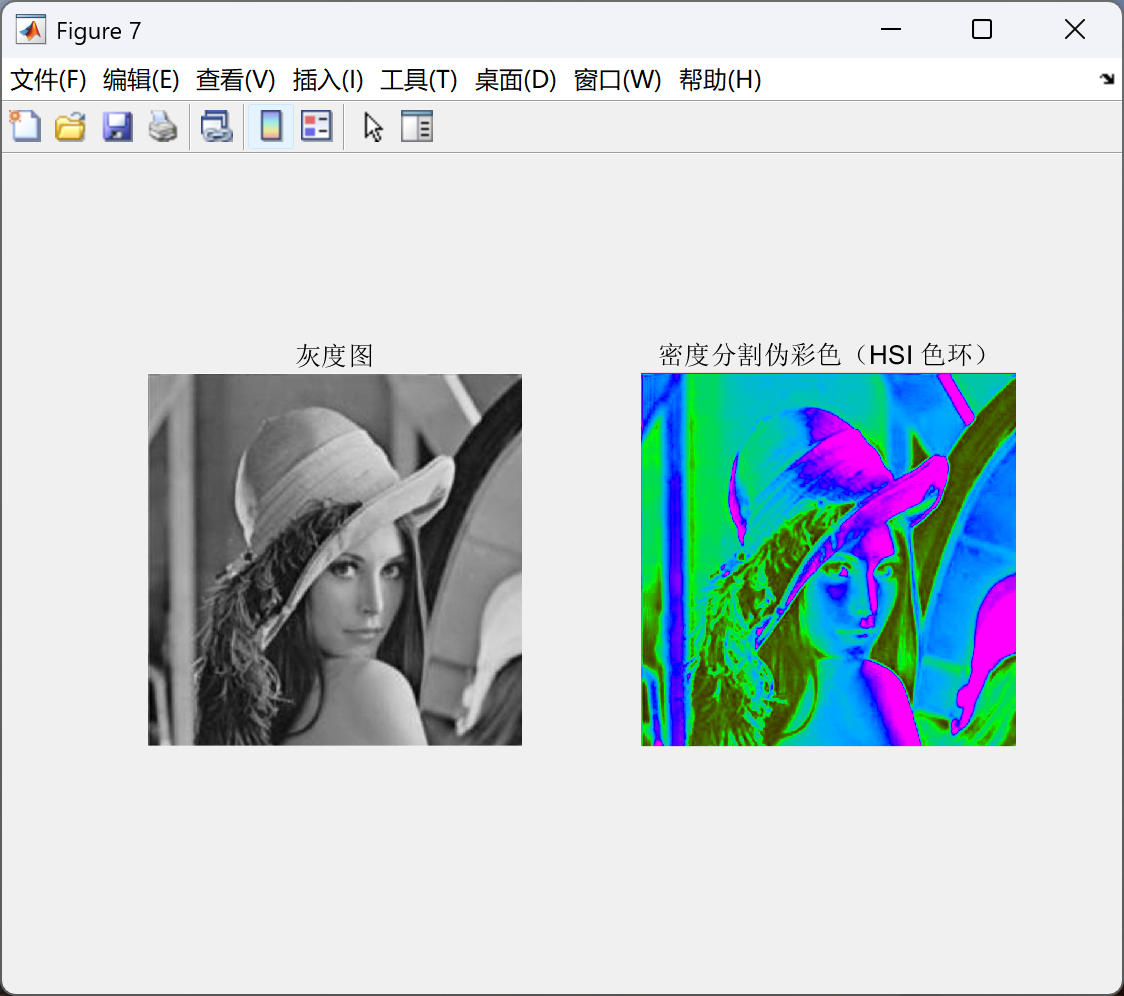 Figure 7
文件(F) 编辑(E) 查看(V) 插入(I) 工具(T) 桌面(D) 窗口(W) 帮助(H)
灰度图
密度分割伪彩色（HSI 色环）